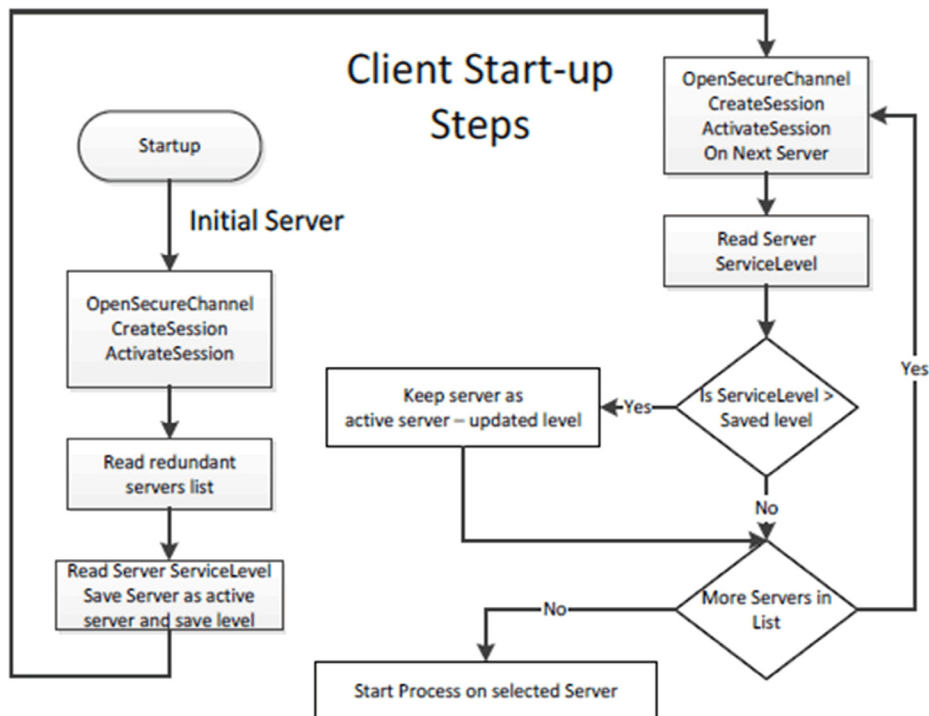 Client Start-up
Steps
Startup
Initial Server
OpenSecureChannel
CreateSession
ActivateSession
Read redundant
servers list
Read Server ServiceLevel
Save Server as active
server and save level
OpenSecureChannel
CreateSession
ActivateSession
On Next Server
Read Server
ServiceLevel
Is ServiceLevel >
Saved level
Yes
Keep server as
active server – updated level
No
More Servers in
List
Yes
No
Start Process on selected Server